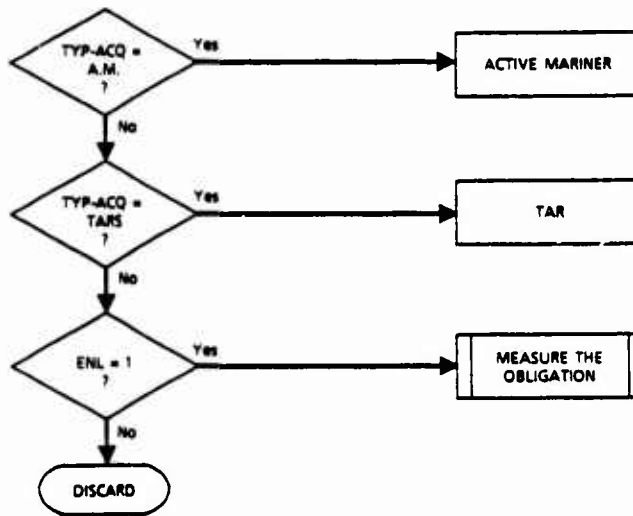 TYP-ACQ =
A.M.
?
Yes
ACTIVE MARINER
No
TYP-ACQ =
TARS
?
Yes
TAR
No
ENL = 1
?
Yes
MEASURE THE
OBLIGATION
No
DISCARD